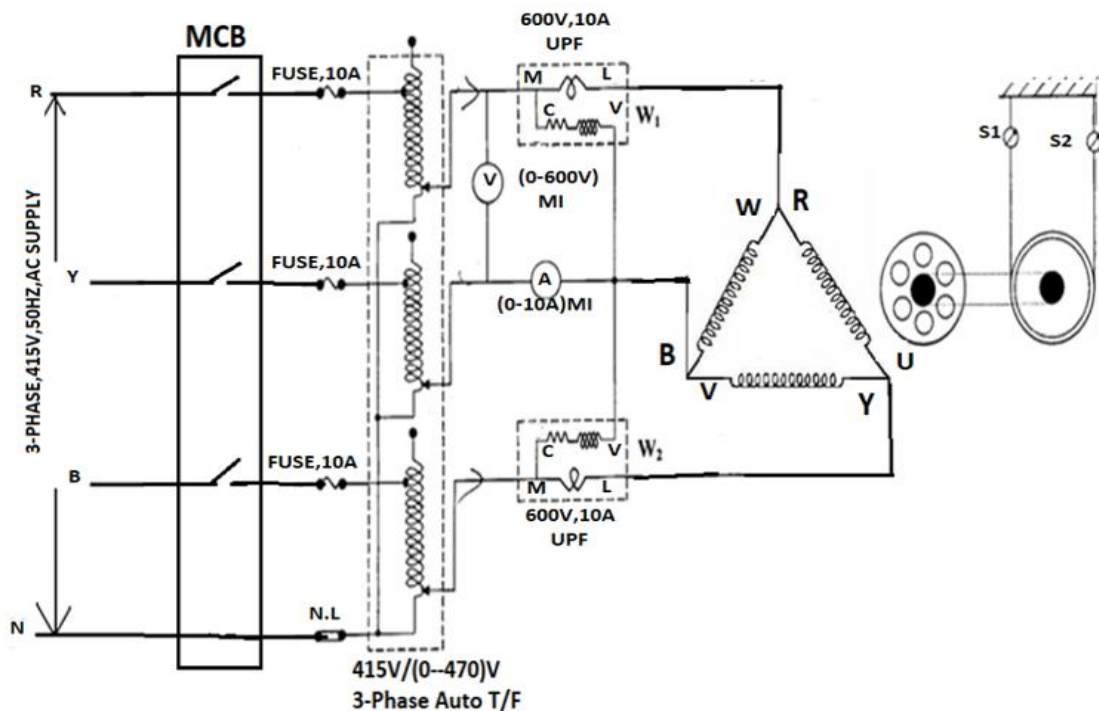 600V,10A
UPF
MCB
FUSE,10A
M
L
R
C
V
W₁
S1
S2
V
(0-600V)
MI
W
R
3-PHASE,415V,50HZ,AC SUPPLY
Y
FUSE,10A
A
(0-10A)MI
B
V
U
Y
FUSE,10A
C
V
W₂
B
M
L
600V,10A
UPF
N
N.L
415V/(0--470)V
3-Phase Auto T/F